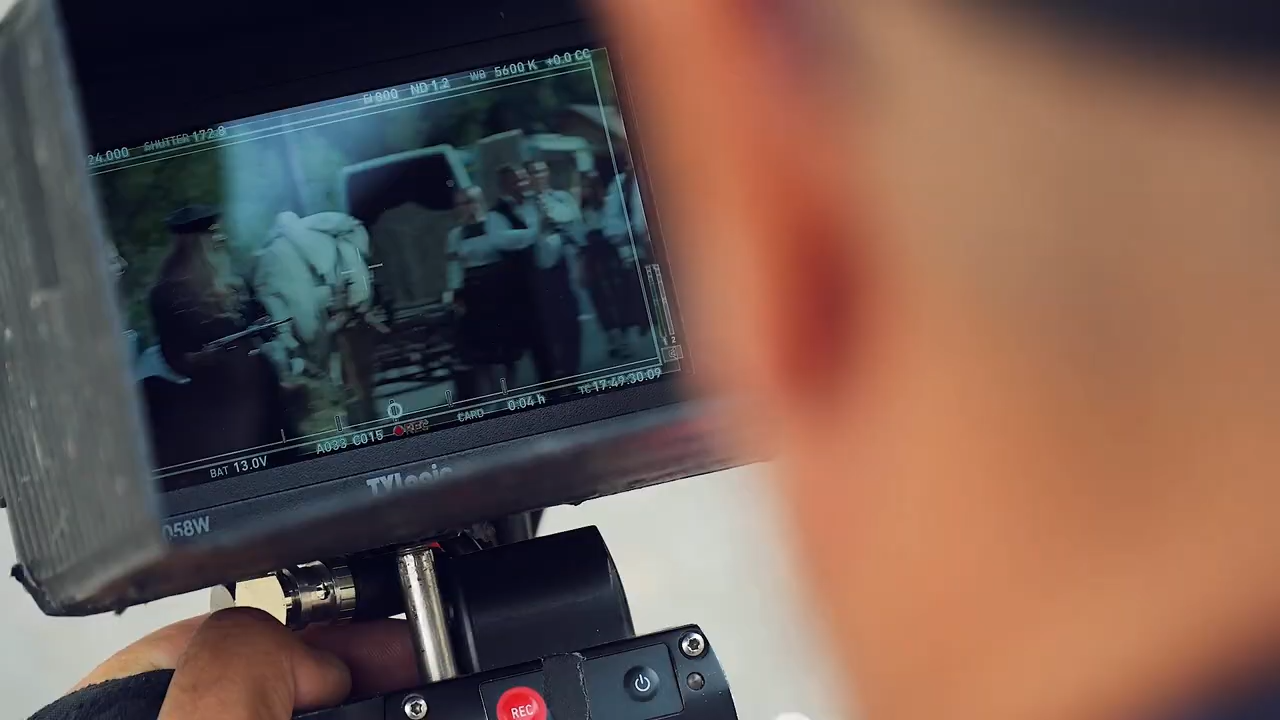 24.000 SHUTTER 172.8 EI 800 ND 1.2 WB 5600 K +0.0 CC
BAT 13.0V A033 C015 REC CARD 0:04 h TC 17:49:30:09
TVLogic
058W
REC